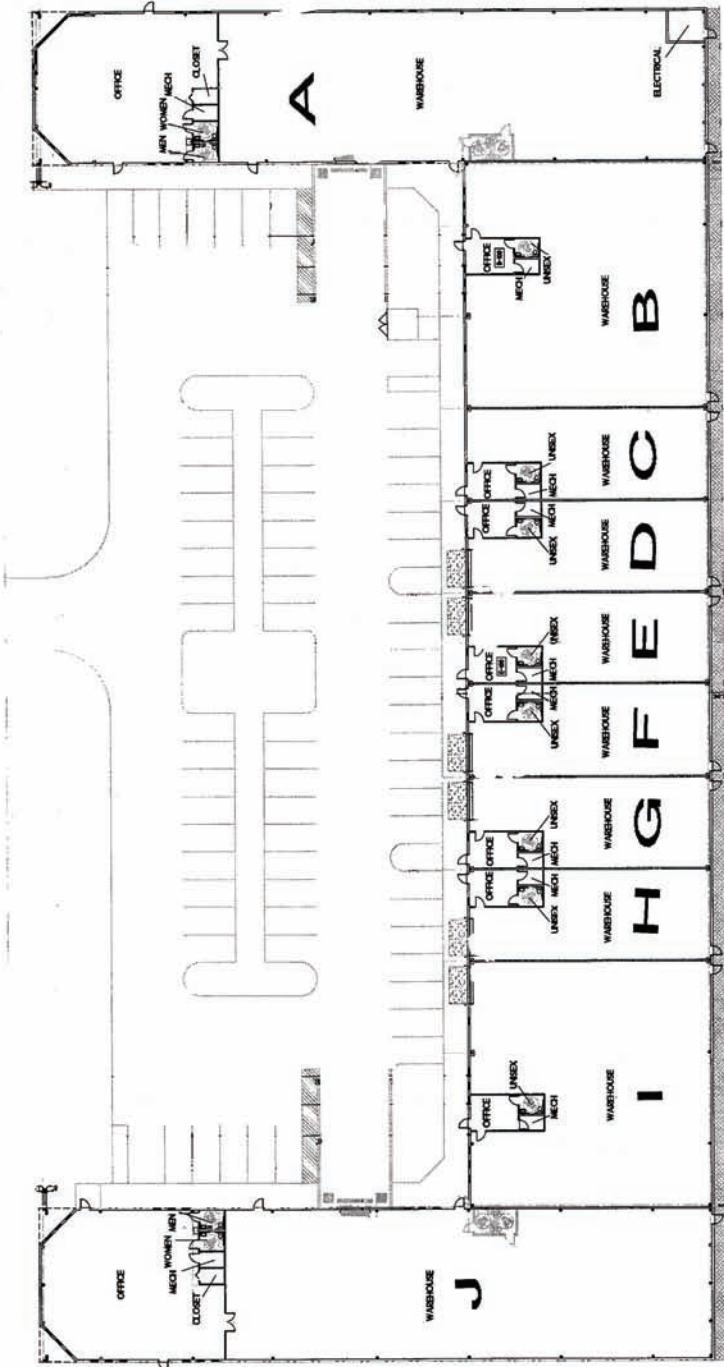 OFFICE
MEN
WOMEN
MECH
CLOSET
A
WAREHOUSE
ELECTRICAL
OFFICE
MECH
UNISEX
WAREHOUSE
B
OFFICE
UNISEX
MECH
WAREHOUSE
C
OFFICE
MECH
UNISEX
WAREHOUSE
D
OFFICE
UNISEX
MECH
WAREHOUSE
E
OFFICE
MECH
UNISEX
WAREHOUSE
F
OFFICE
UNISEX
MECH
WAREHOUSE
G
OFFICE
MECH
UNISEX
WAREHOUSE
H
OFFICE
UNISEX
MECH
WAREHOUSE
I
OFFICE
MEN
WOMEN
MECH
CLOSET
WAREHOUSE
J